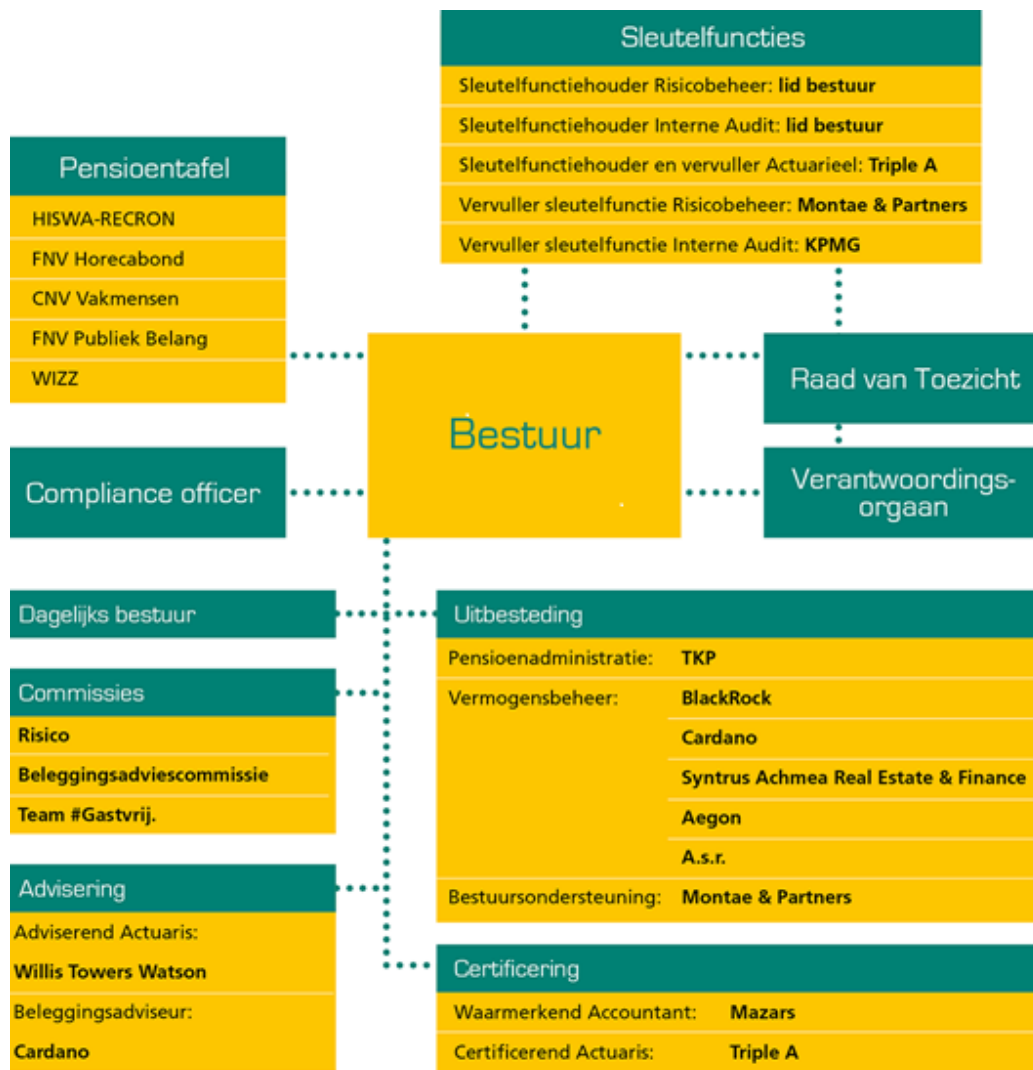 Sleutelfuncties
Sleutelfunctiehouder Risicobeheer: lid bestuur
Sleutelfunctiehouder Interne Audit: lid bestuur
Sleutelfunctiehouder en vervuller Actuarieel: Triple A
Vervuller sleutelfunctie Risicobeheer: Montae & Partners
Vervuller sleutelfunctie Interne Audit: KPMG
Pensioentafel
HISWA-RECRON
FNV Horecabond
CNV Vakmensen
FNV Publiek Belang
WIZZ
Bestuur
Raad van Toezicht
Compliance officer
Verantwoordings-
orgaan
Dagelijks bestuur
Commissies
Risico
Beleggingsadviescommissie
Team #Gastvrij.
Advisering
Adviserend Actuaris:
Willis Towers Watson
Beleggingsadviseur:
Cardano
Uitbesteding
Pensioenadministratie: TKP
Vermogensbeheer: BlackRock
Cardano
Syntrus Achmea Real Estate & Finance
Aegon
A.s.r.
Bestuursondersteuning: Montae & Partners
Certificering
Waarmerkend Accountant: Mazars
Certificerend Actuaris: Triple A